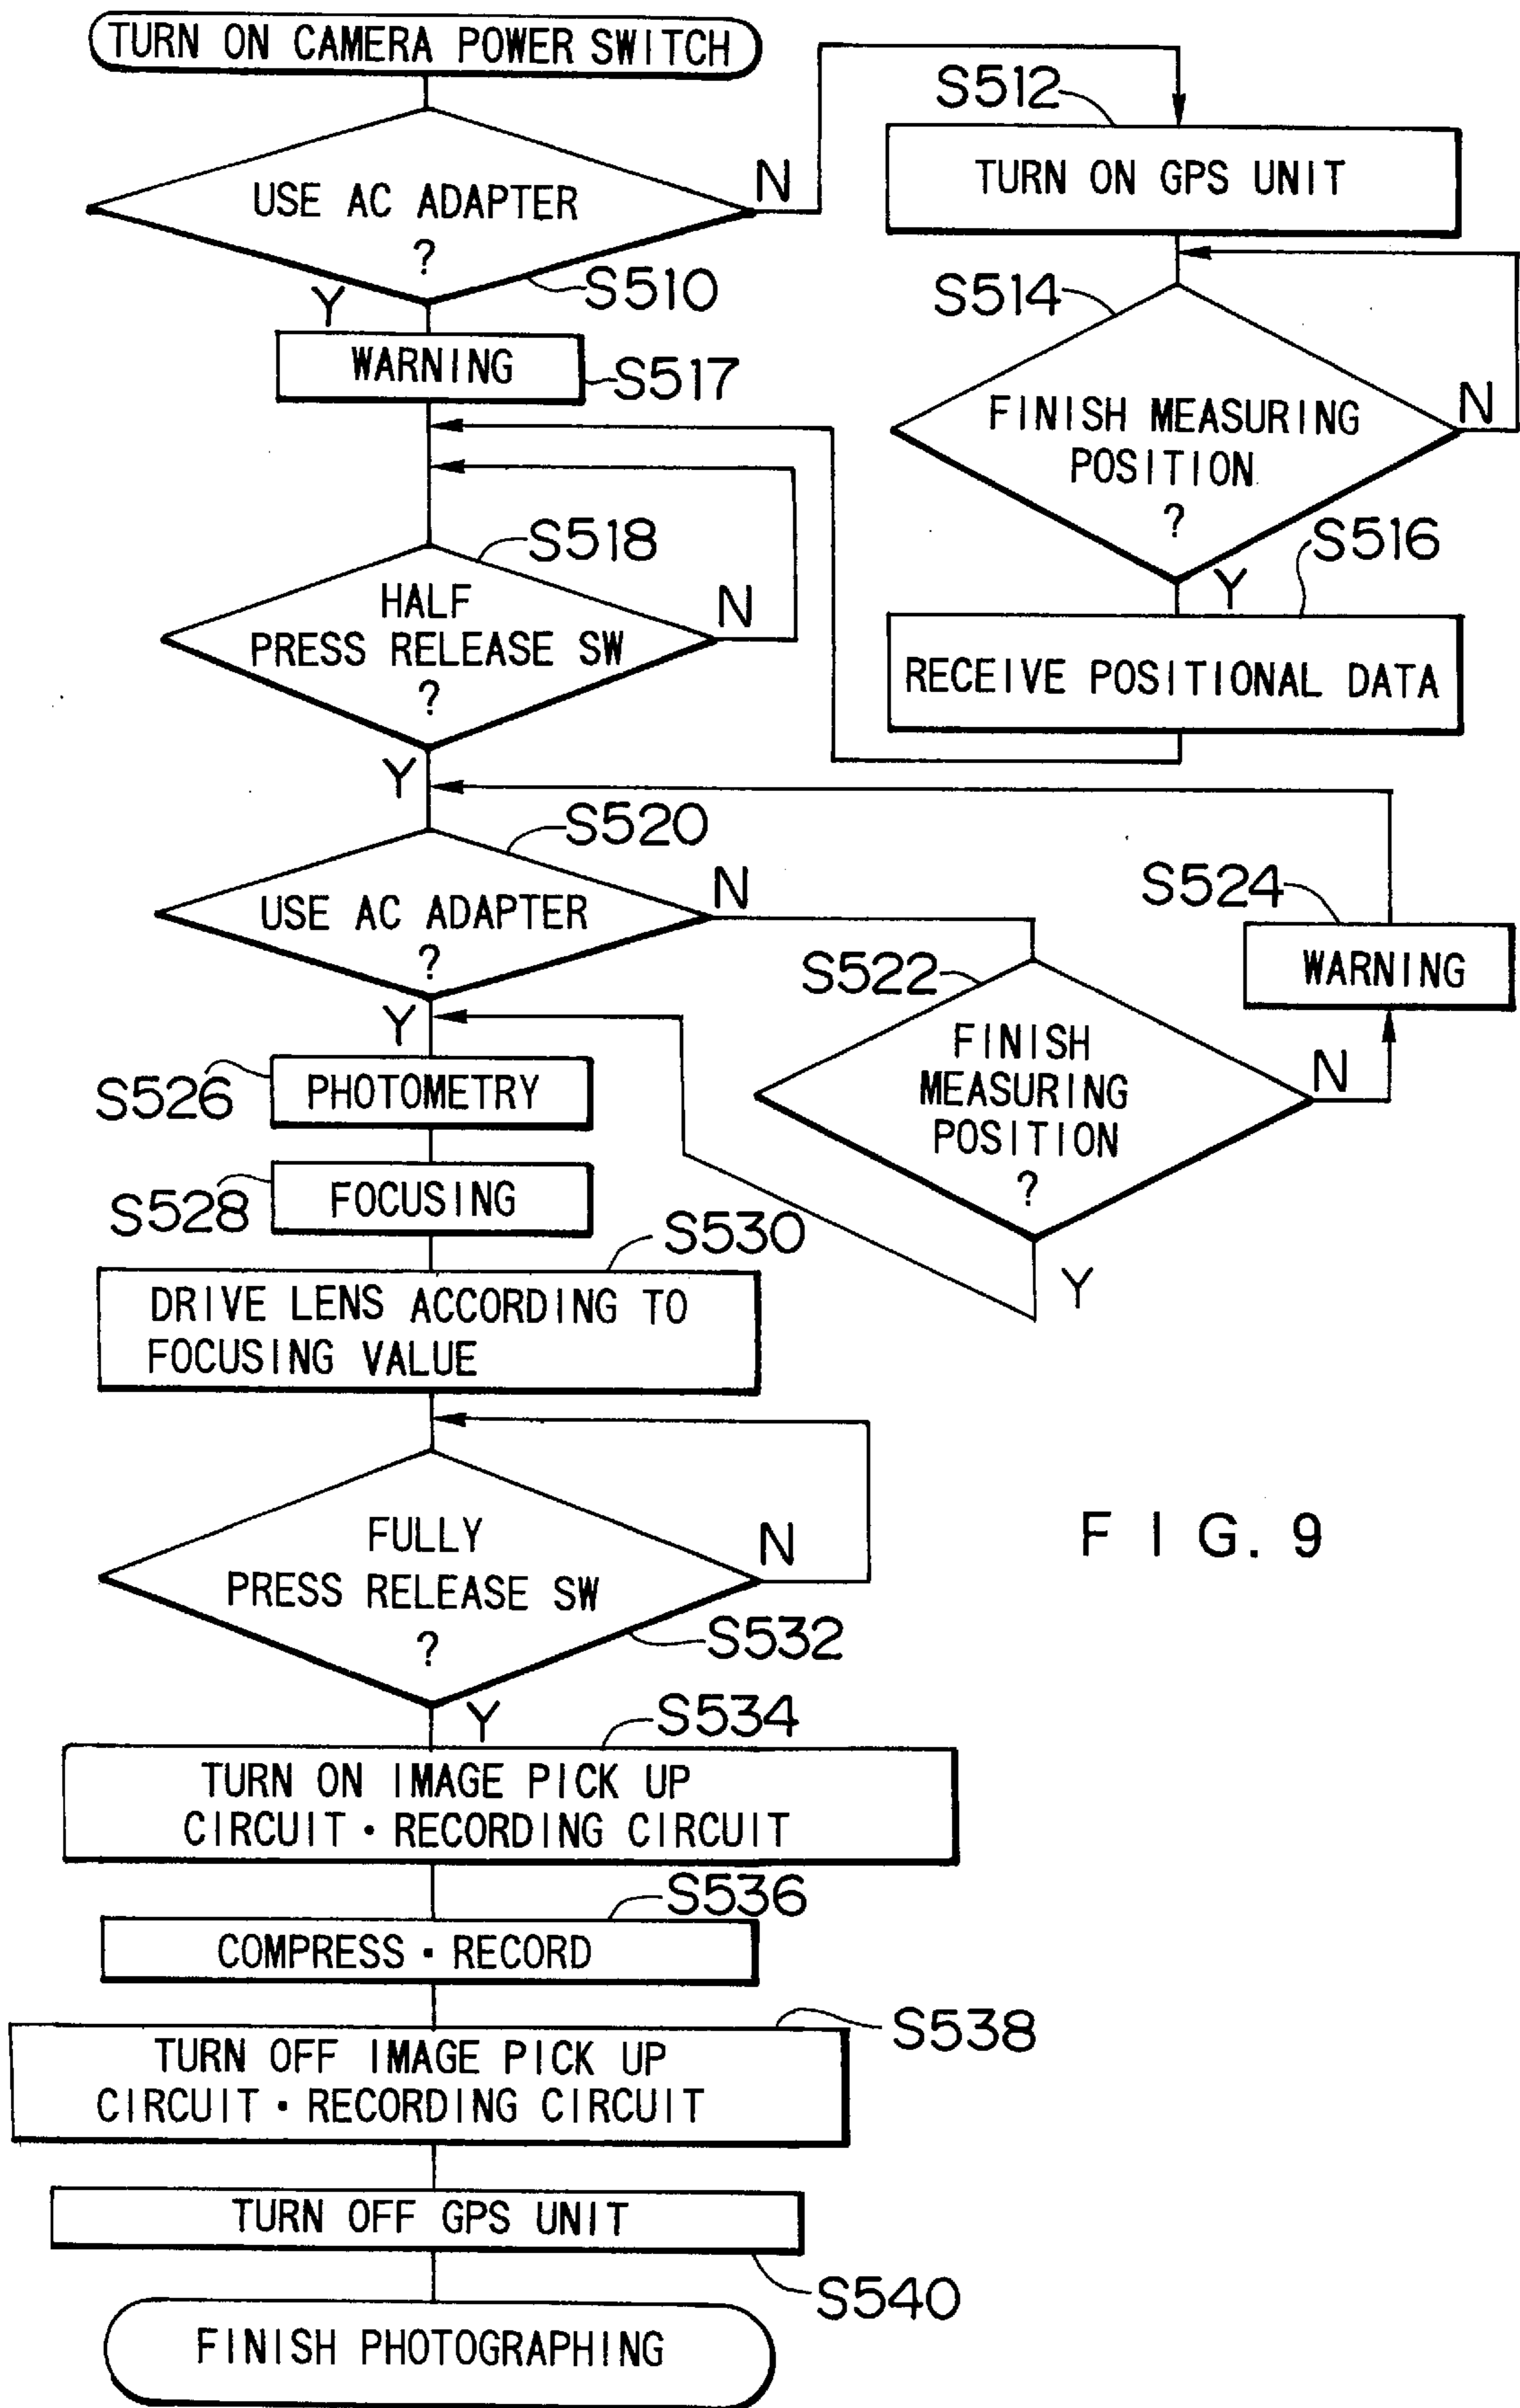 TURN ON CAMERA POWER SWITCH
USE AC ADAPTER
?
N
S510
Y
WARNING
S517
S512
TURN ON GPS UNIT
S514
FINISH MEASURING
POSITION
?
N
Y
S516
RECEIVE POSITIONAL DATA
S518
HALF
PRESS RELEASE SW
?
N
Y
S520
USE AC ADAPTER
?
N
Y
S522
FINISH
MEASURING
POSITION
?
N
Y
S524
WARNING
S526
PHOTOMETRY
S528
FOCUSING
S530
DRIVE LENS ACCORDING TO
FOCUSING VALUE
FULLY
PRESS RELEASE SW
?
N
S532
Y
FIG. 9
S534
TURN ON IMAGE PICK UP
CIRCUIT・RECORDING CIRCUIT
S536
COMPRESS・RECORD
S538
TURN OFF IMAGE PICK UP
CIRCUIT・RECORDING CIRCUIT
TURN OFF GPS UNIT
S540
FINISH PHOTOGRAPHING